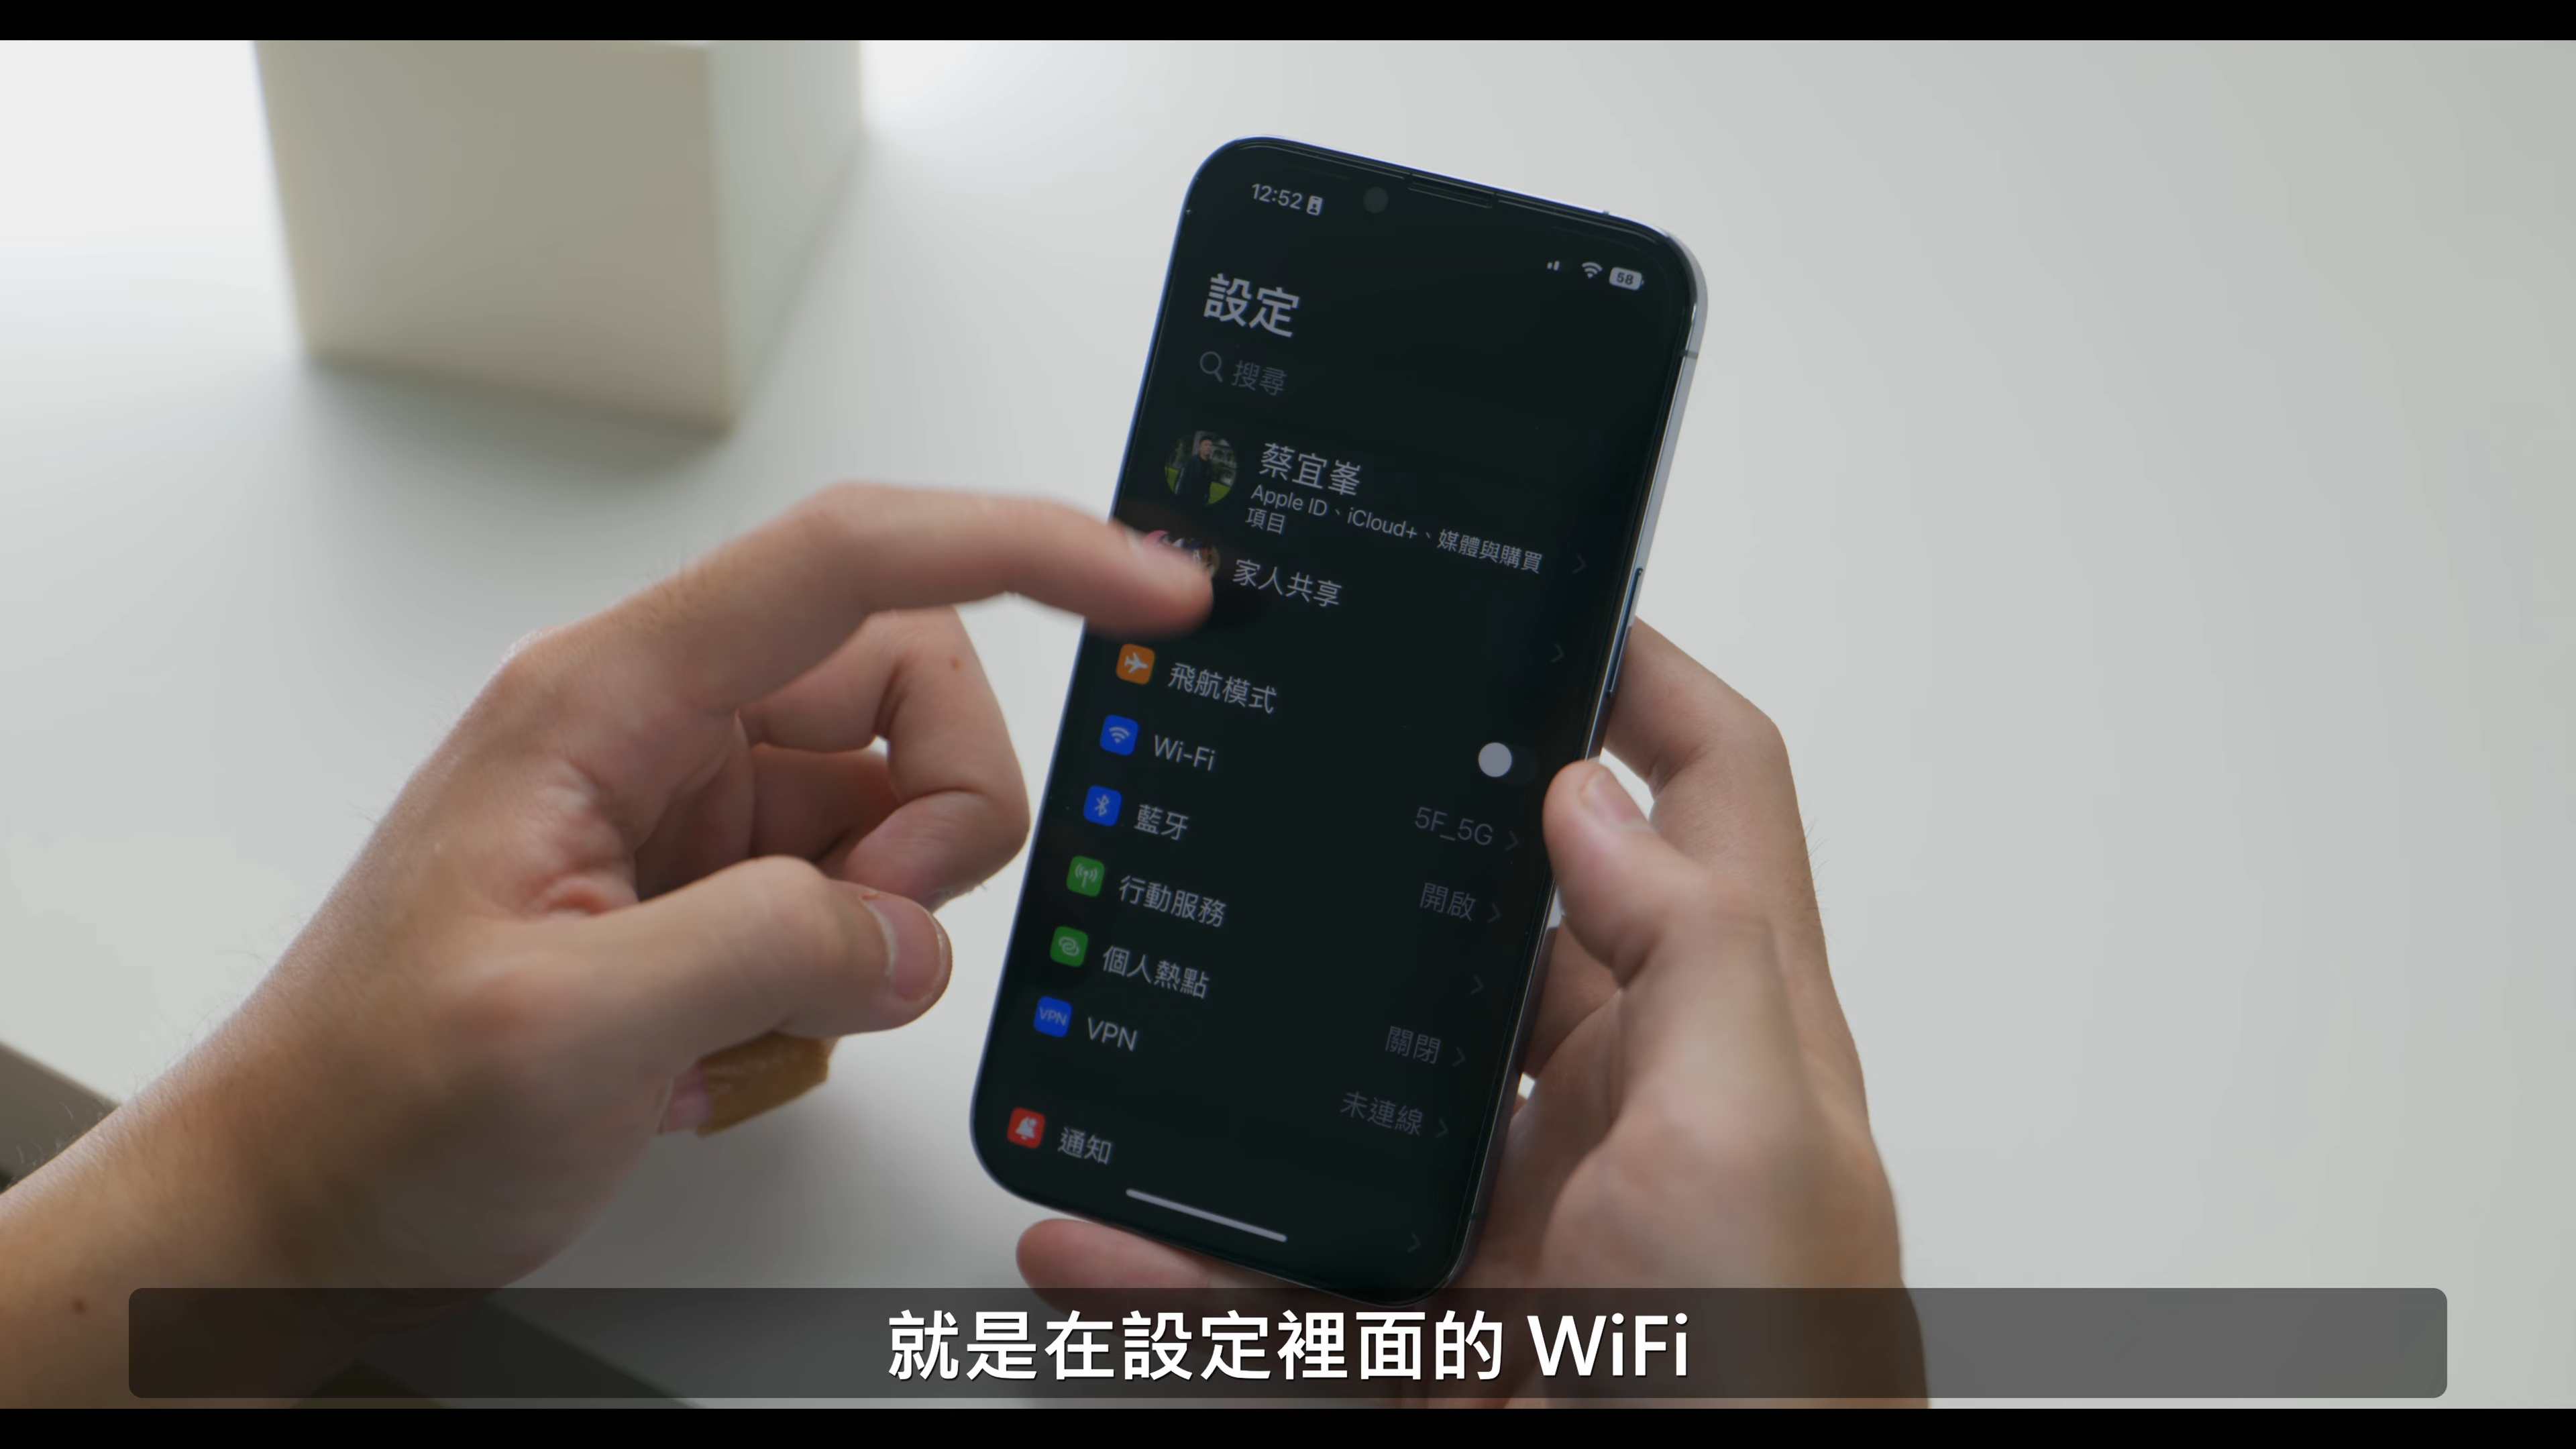 12:52
58
設定
搜尋
蔡宜峯
Apple ID、iCloud+、媒體與購買
項目
家人共享
飛航模式
Wi-Fi
5F_5G
藍牙
開啟
行動服務
個人熱點
關閉
VPN
VPN
未連線
通知
就是在設定裡面的 WiFi